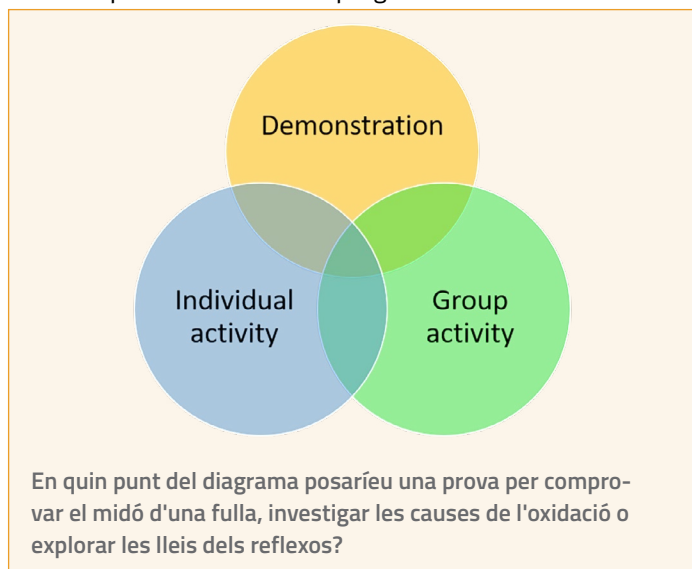 Demonstration
Individual
activity
Group
activity
En quin punt del diagrama posaríeu una prova per compro-
var el midó d'una fulla, investigar les causes de l'oxidació o
explorar les lleis dels reflexos?